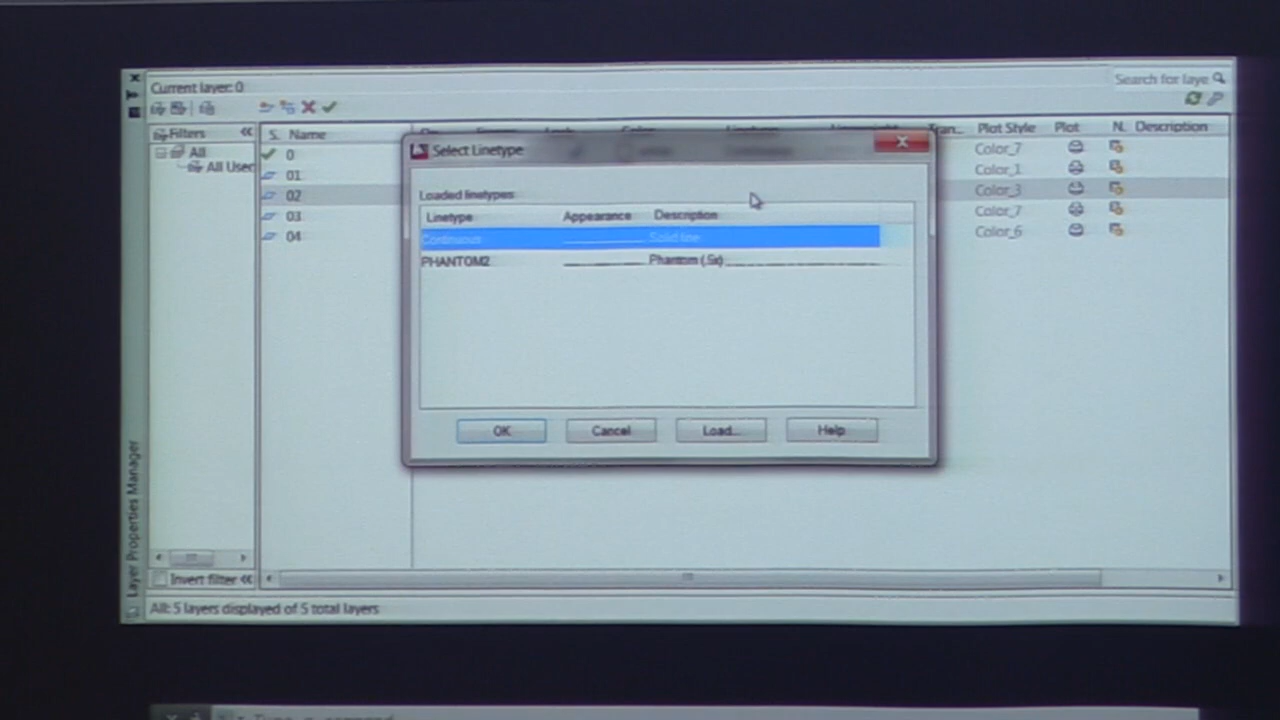 Current layer: 0
Search for laye
Filters
S. Name
Tran... Plot Style Plot N. Description
All
All Used
0
01
02
03
04
Color_7
Color_1
Color_3
Color_7
Color_6
Select Linetype
Loaded linetypes
Linetype Appearance Description
Continuous Solid line
PHANTOM2 Phantom (.5x)
OK Cancel Load... Help
Layer Properties Manager
Invert filter
All: 5 layers displayed of 5 total layers